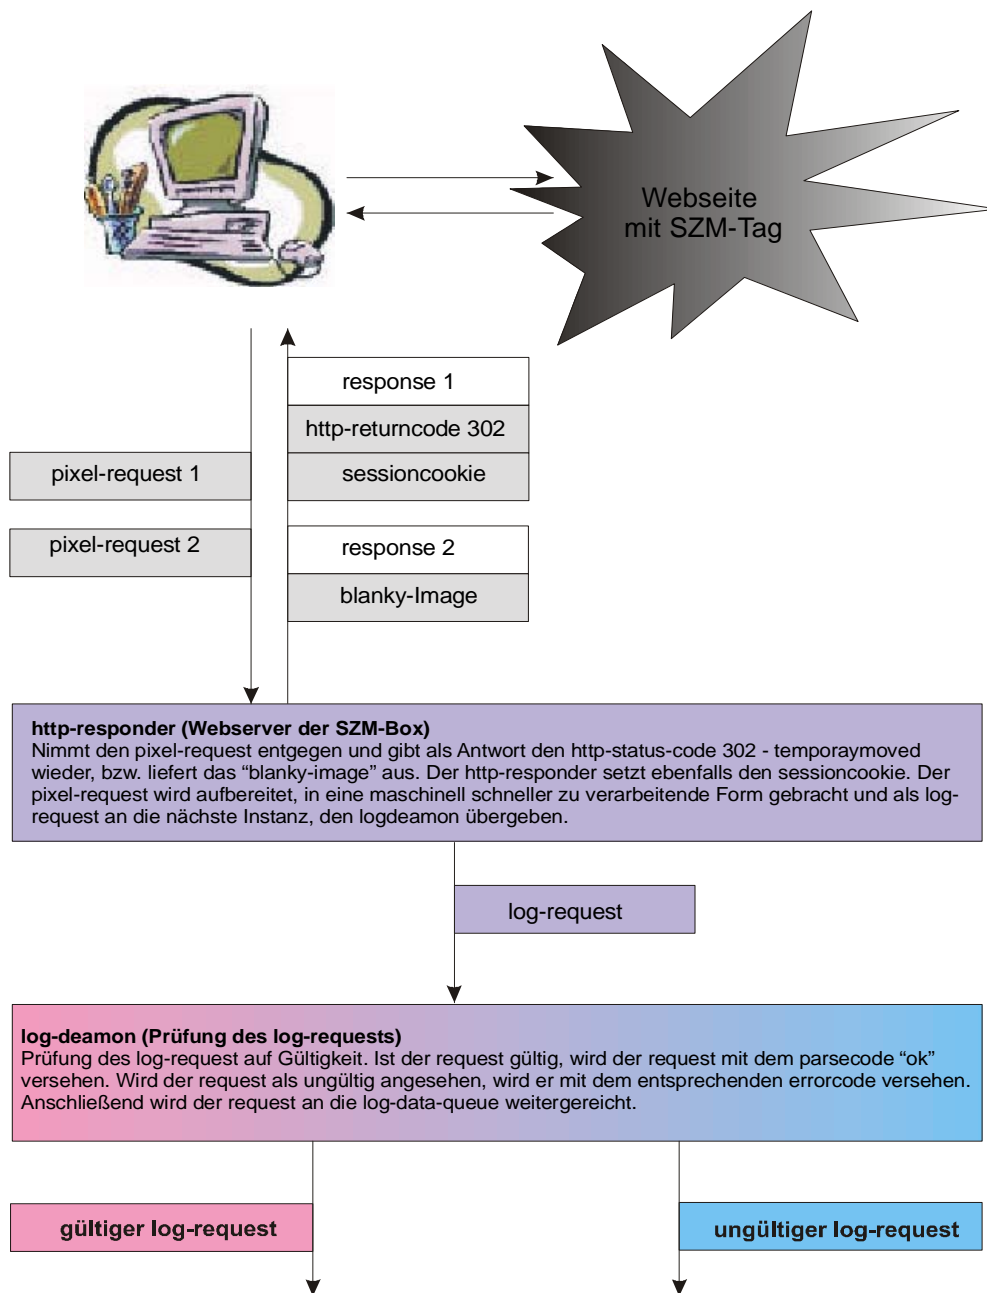 Webseite
mit SZM-Tag
response 1
http-returncode 302
pixel-request 1
sessioncookie
pixel-request 2
response 2
blanky-Image
http-responder (Webserver der SZM-Box)
Nimmt den pixel-request entgegen und gibt als Antwort den http-status-code 302 - temporaymoved
wieder, bzw. liefert das “blanky-image” aus. Der http-responder setzt ebenfalls den sessioncookie. Der
pixel-request wird aufbereitet, in eine maschinell schneller zu verarbeitende Form gebracht und als log-
request an die nächste Instanz, den logdeamon übergeben.
log-request
log-deamon (Prüfung des log-requests)
Prüfung des log-request auf Gültigkeit. Ist der request gültig, wird der request mit dem parsecode “ok”
versehen. Wird der request als ungültig angesehen, wird er mit dem entsprechenden errorcode versehen.
Anschließend wird der request an die log-data-queue weitergereicht.
gültiger log-request
ungültiger log-request